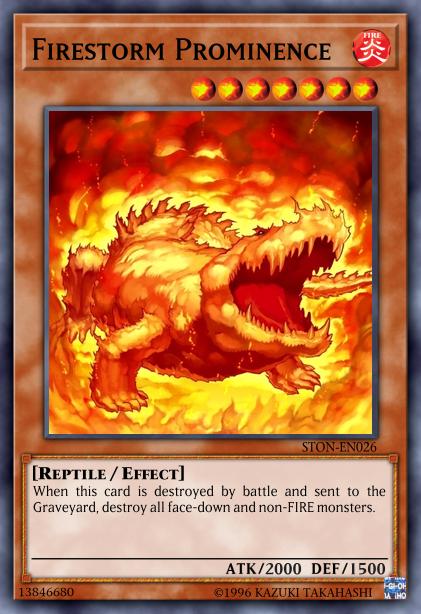 Firestorm Prominence
FIRE
炎
STON-EN026
[Reptile / Effect]
When this card is destroyed by battle and sent to the
Graveyard, destroy all face-down and non-FIRE monsters.
ATK/2000 DEF/1500
13846680
©1996 KAZUKI TAKAHASHI